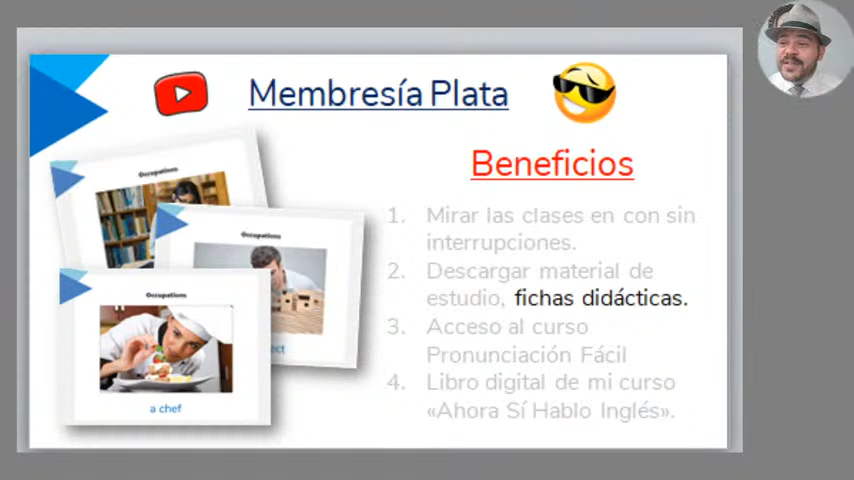 Membresía Plata
Beneficios
1. Mirar las clases en con sin
interrupciones.
2. Descargar material de
estudio, fichas didácticas.
3. Acceso al curso
Pronunciación Fácil
4. Libro digital de mi curso
«Ahora Sí Hablo Inglés».
Occupations
Occupations
Occupations
a chef